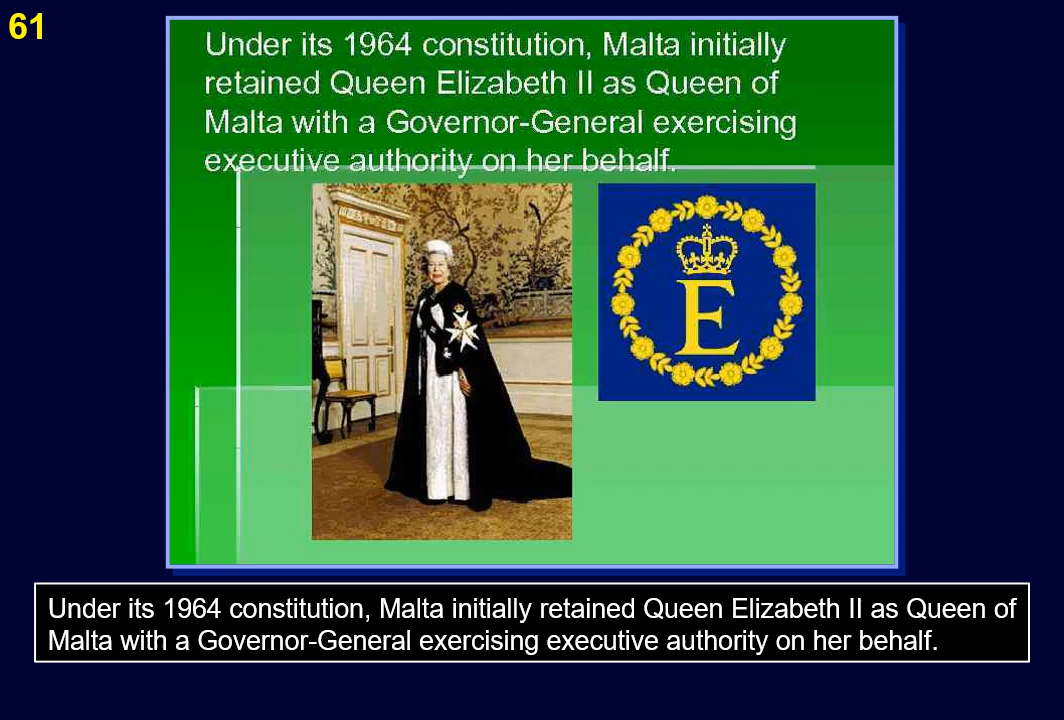 61
Under its 1964 constitution, Malta initially
retained Queen Elizabeth II as Queen of
Malta with a Governor-General exercising
executive authority on her behalf.
E
Under its 1964 constitution, Malta initially retained Queen Elizabeth II as Queen of
Malta with a Governor-General exercising executive authority on her behalf.